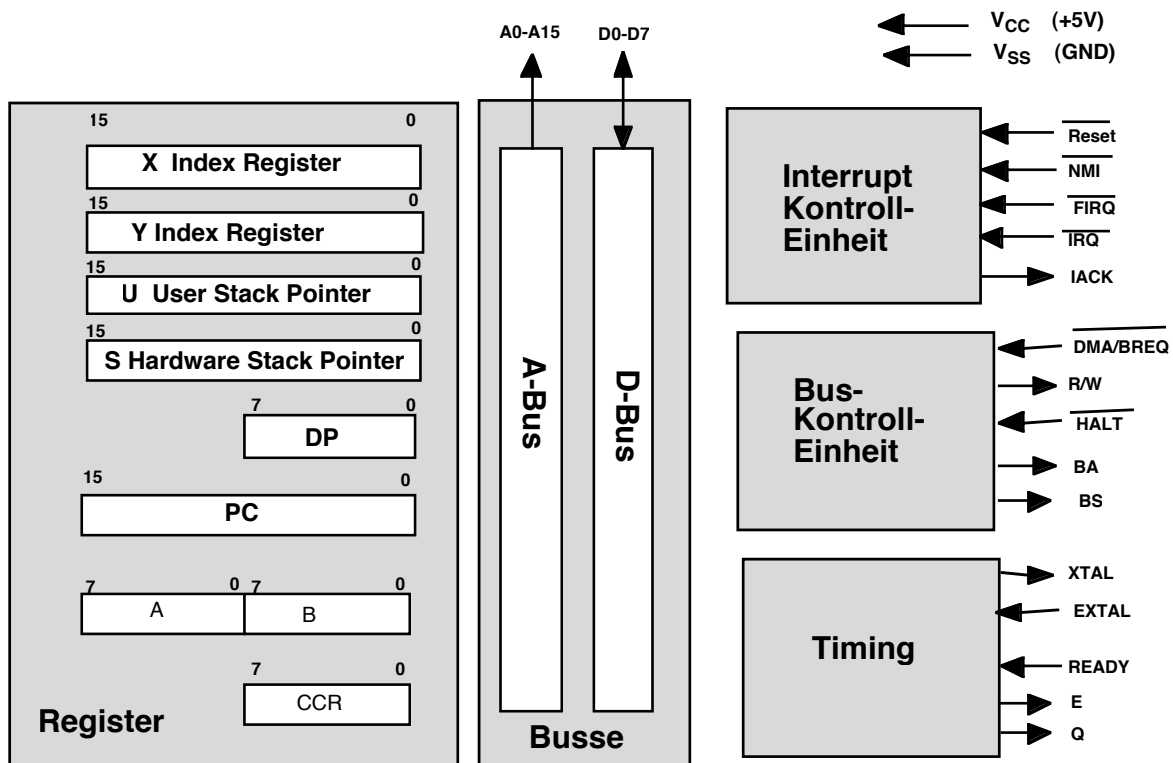 A0-A15 D0-D7
VCC (+5V)
VSS (GND)
15 0
X Index Register
15 0
Y Index Register
15 0
U User Stack Pointer
15 0
S Hardware Stack Pointer
7 0
DP
15 0
PC
7 0 7 0
A B
7 0
CCR
Register
A-Bus
D-Bus
Busse
Interrupt
Kontroll-
Einheit
Reset
NMI
FIRQ
IRQ
IACK
Bus-
Kontroll-
Einheit
DMA/BREQ
R/W
HALT
BA
BS
Timing
XTAL
EXTAL
READY
E
Q